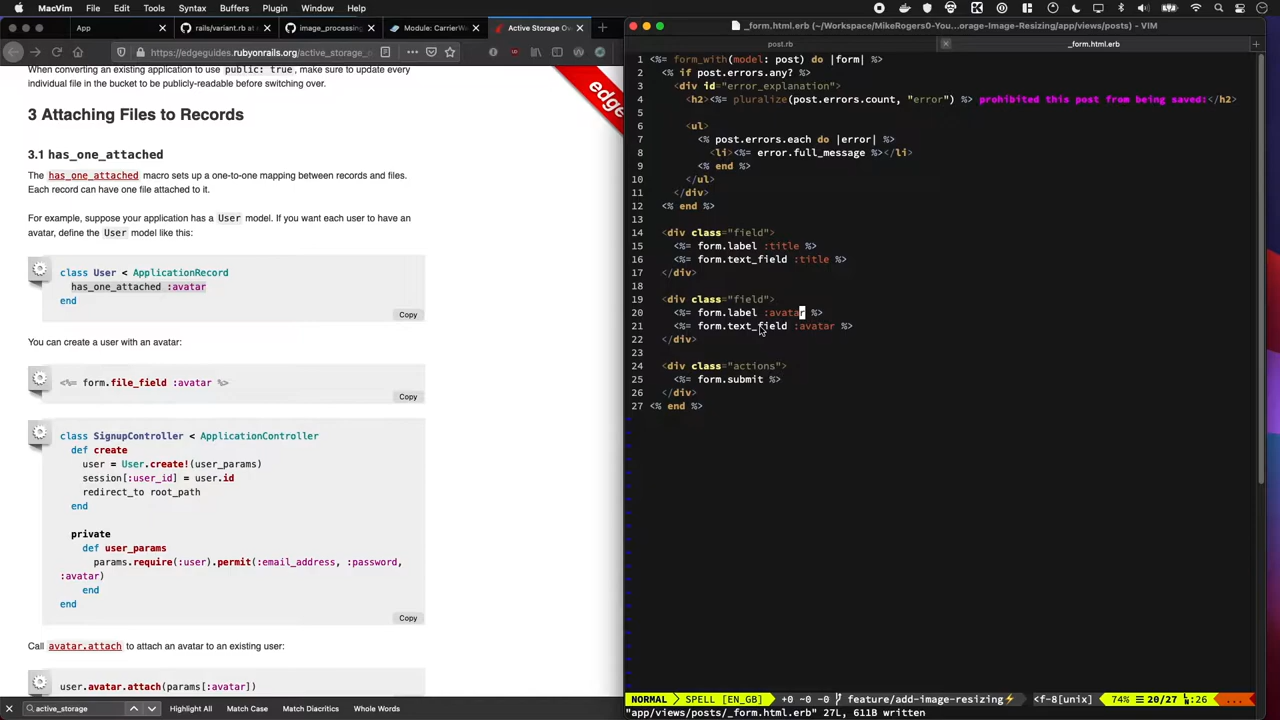 MacVim File Edit Tools Syntax Buffers Plugin Window Help
App
rails/variant.rb at
image_processing/
Module: CarrierWa
Active Storage Ov
https://edgeguides.rubyonrails.org/active_storage_
When converting an existing application to use public: true, make sure to update every
individual file in the bucket to be publicly-readable before switching over.
edge
3 Attaching Files to Records
3.1 has_one_attached
The has_one_attached macro sets up a one-to-one mapping between records and files.
Each record can have one file attached to it.
For example, suppose your application has a User model. If you want each user to have an
avatar, define the User model like this:
class User < ApplicationRecord
has_one_attached :avatar
end
Copy
You can create a user with an avatar:
<%= form.file_field :avatar %>
Copy
class SignupController < ApplicationController
def create
user = User.create!(user_params)
session[:user_id] = user.id
redirect_to root_path
end
private
def user_params
params.require(:user).permit(:email_address, :password,
:avatar)
end
end
Copy
Call avatar.attach to attach an avatar to an existing user:
user.avatar.attach(params[:avatar])
active_storage
Highlight All Match Case Match Diacritics Whole Words
_form.html.erb (~/Workspace/MikeRogers0-You…orage-Image-Resizing/app/views/posts) - VIM
post.rb
_form.html.erb
1 <%= form_with(model: post) do |form| %>
2 <% if post.errors.any? %>
3 <div id="error_explanation">
4 <h2><%= pluralize(post.errors.count, "error") %> prohibited this post from being saved:</h2>
5
6 <ul>
7 <% post.errors.each do |error| %>
8 <li><%= error.full_message %></li>
9 <% end %>
10 </ul>
11 </div>
12 <% end %>
13
14 <div class="field">
15 <%= form.label :title %>
16 <%= form.text_field :title %>
17 </div>
18
19 <div class="field">
20 <%= form.label :avatar %>
21 <%= form.text_field :avatar %>
22 </div>
23
24 <div class="actions">
25 <%= form.submit %>
26 </div>
27 <% end %>
NORMAL SPELL [EN_GB] +0 ~0 -0 feature/add-image-resizing⚡ <f-8[unix] 74% 20/27 :26 ...
"app/views/posts/_form.html.erb" 27L, 611B written